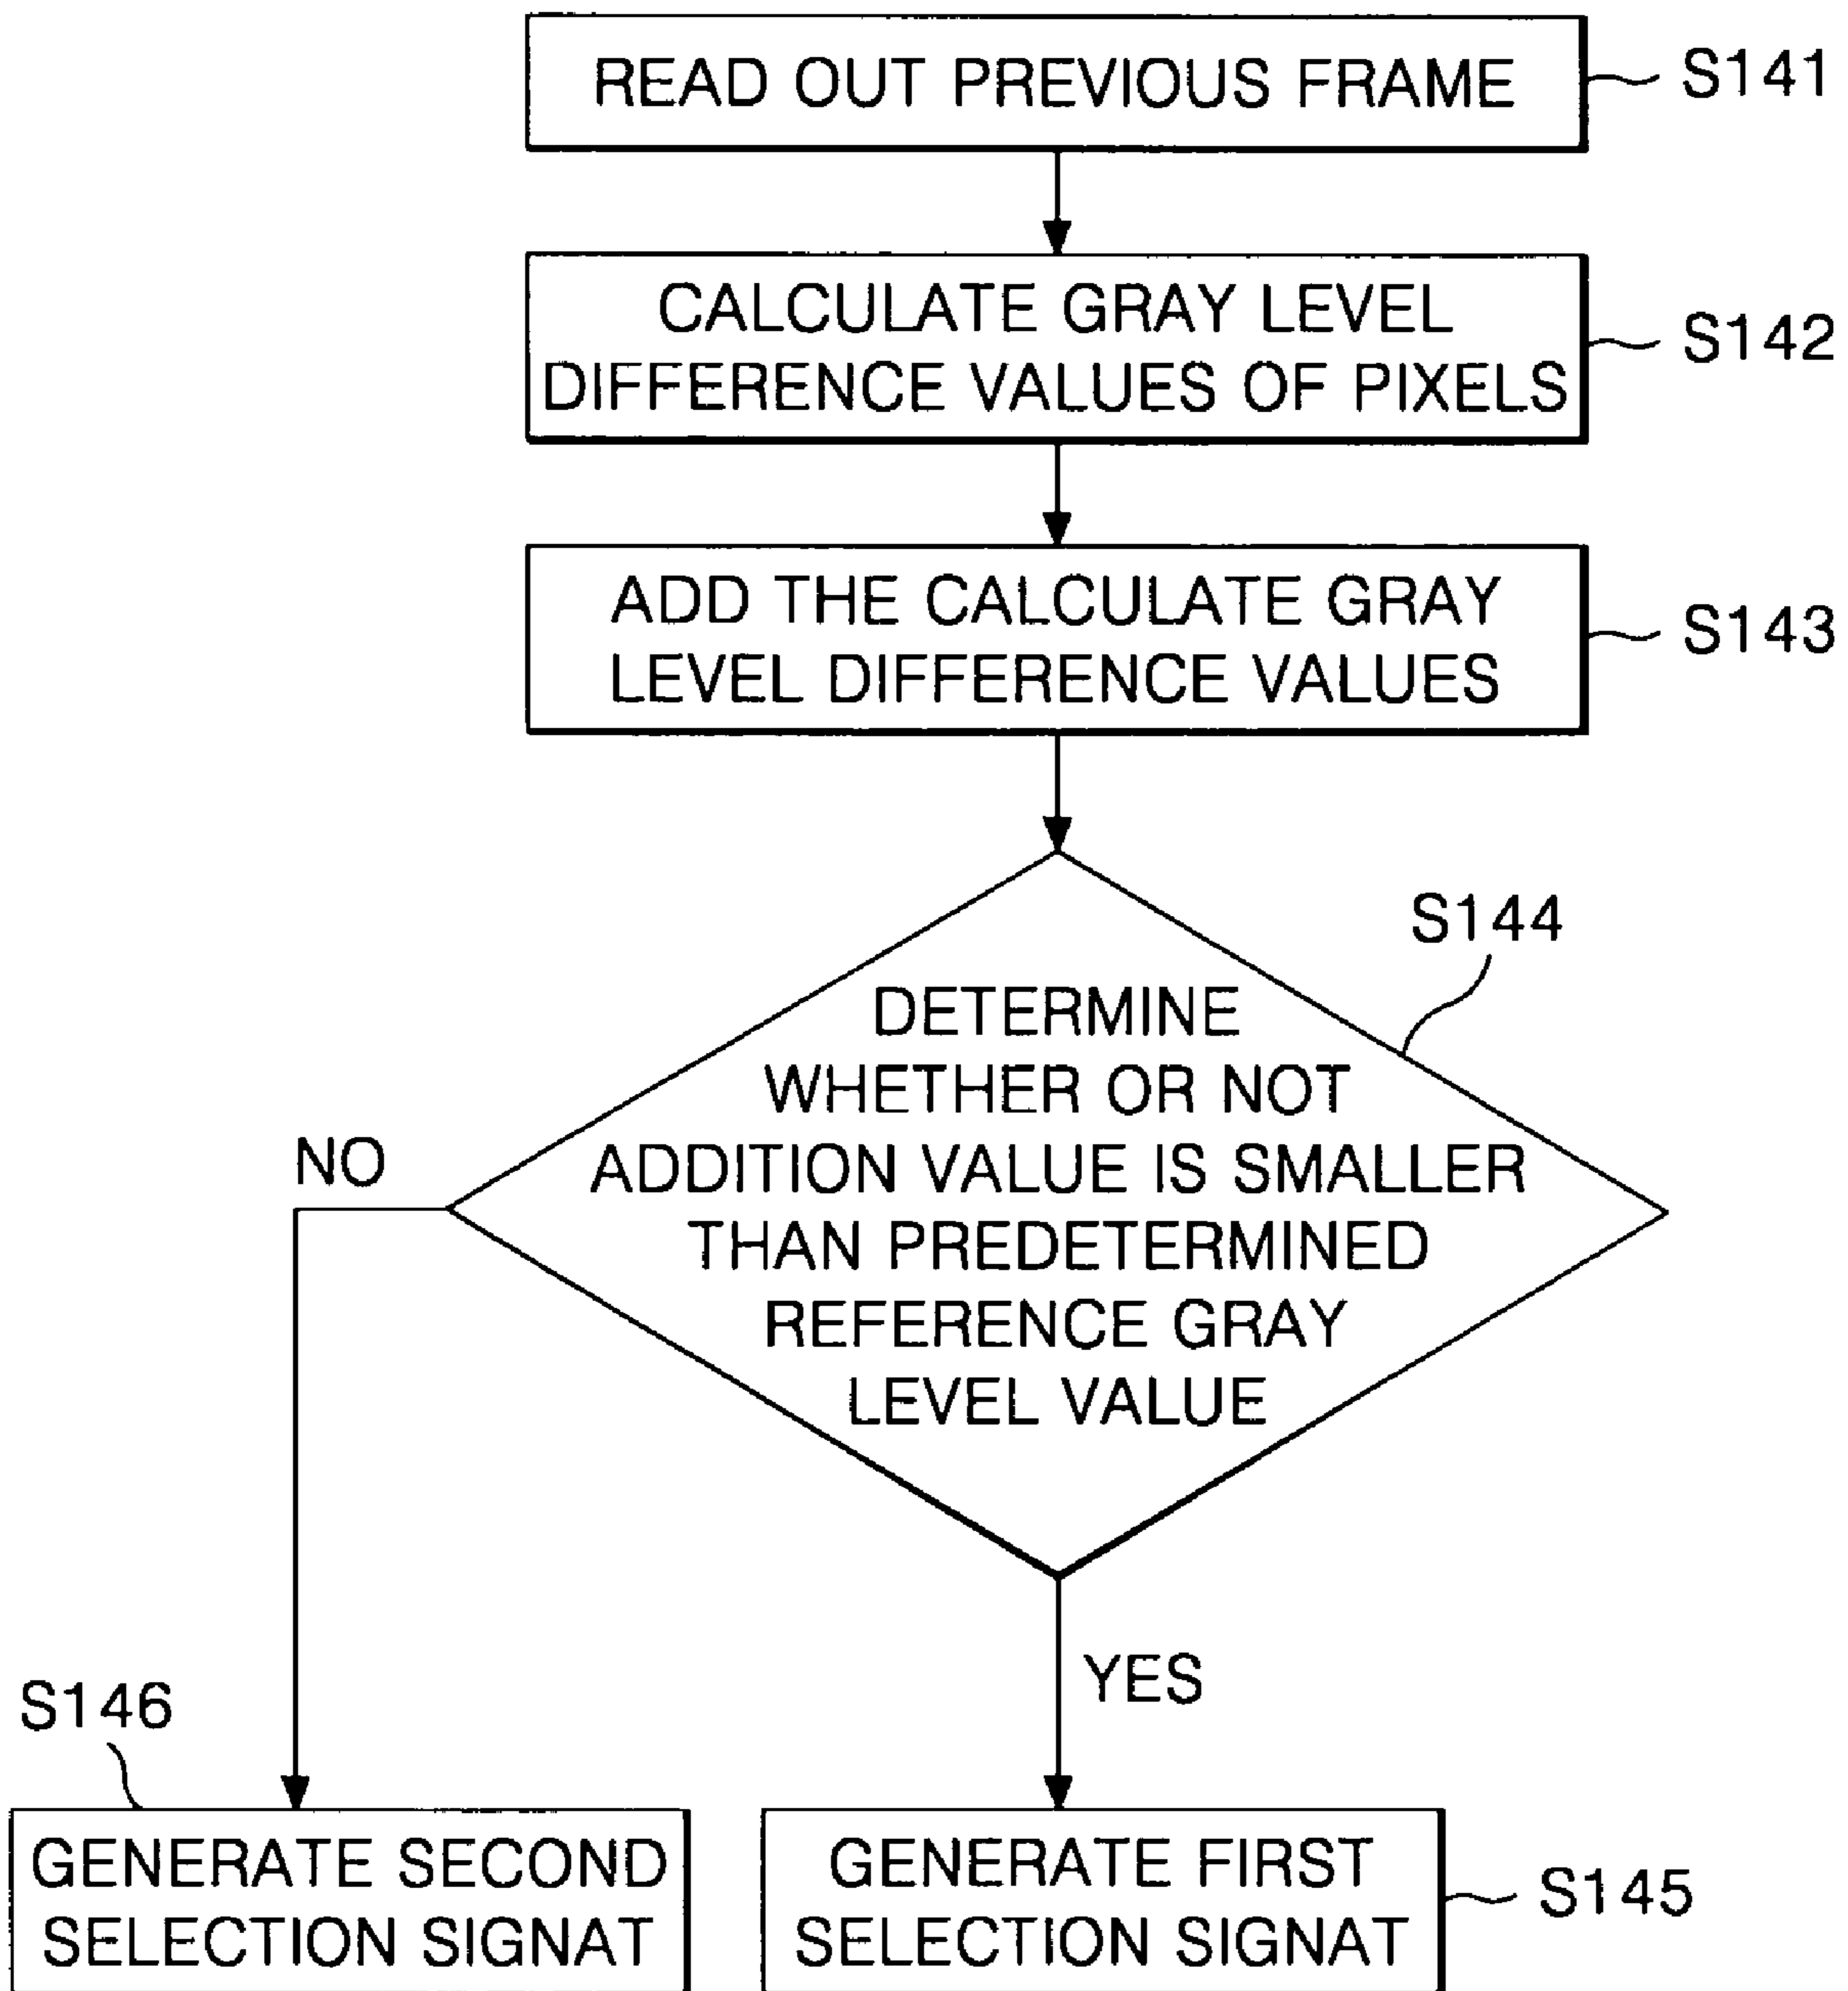 READ OUT PREVIOUS FRAME
S141
CALCULATE GRAY LEVEL
DIFFERENCE VALUES OF PIXELS
S142
ADD THE CALCULATE GRAY
LEVEL DIFFERENCE VALUES
S143
S144
DETERMINE
WHETHER OR NOT
ADDITION VALUE IS SMALLER
THAN PREDETERMINED
REFERENCE GRAY
LEVEL VALUE
NO
YES
S146
GENERATE SECOND
SELECTION SIGNAT
GENERATE FIRST
SELECTION SIGNAT
S145